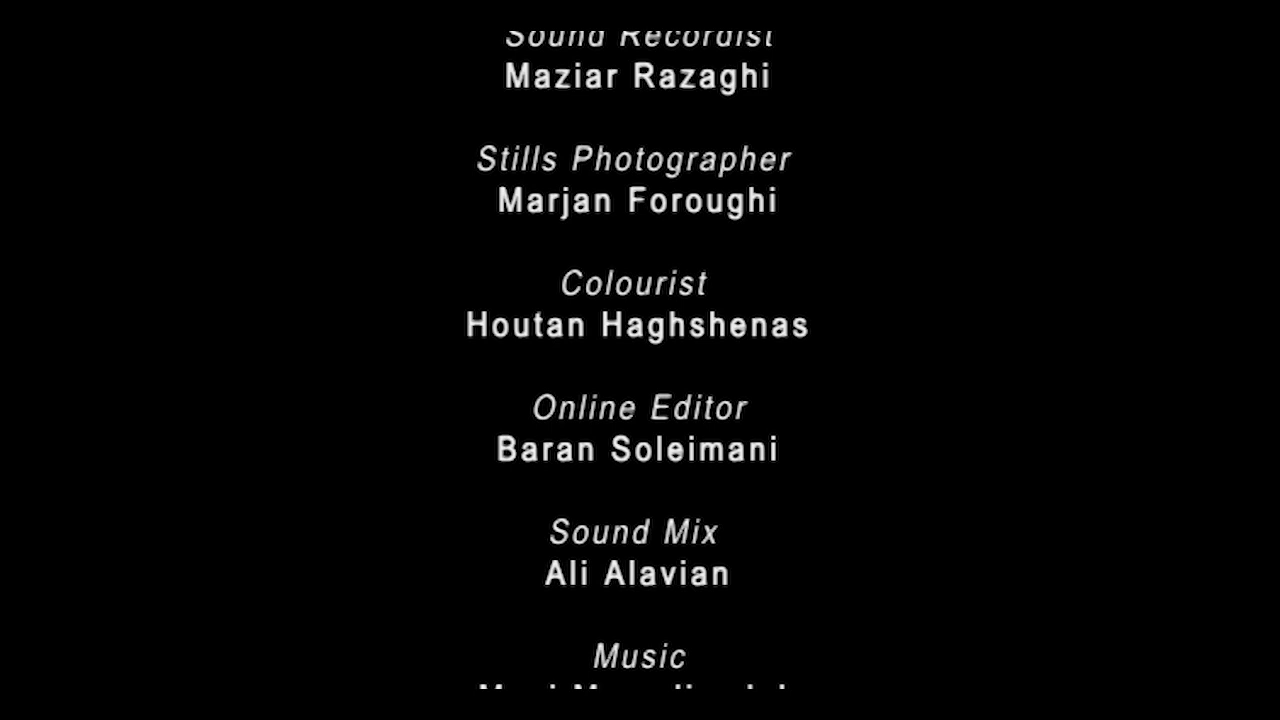 Sound Recordist
Maziar Razaghi
Stills Photographer
Marjan Foroughi
Colourist
Houtan Haghshenas
Online Editor
Baran Soleimani
Sound Mix
Ali Alavian
Music